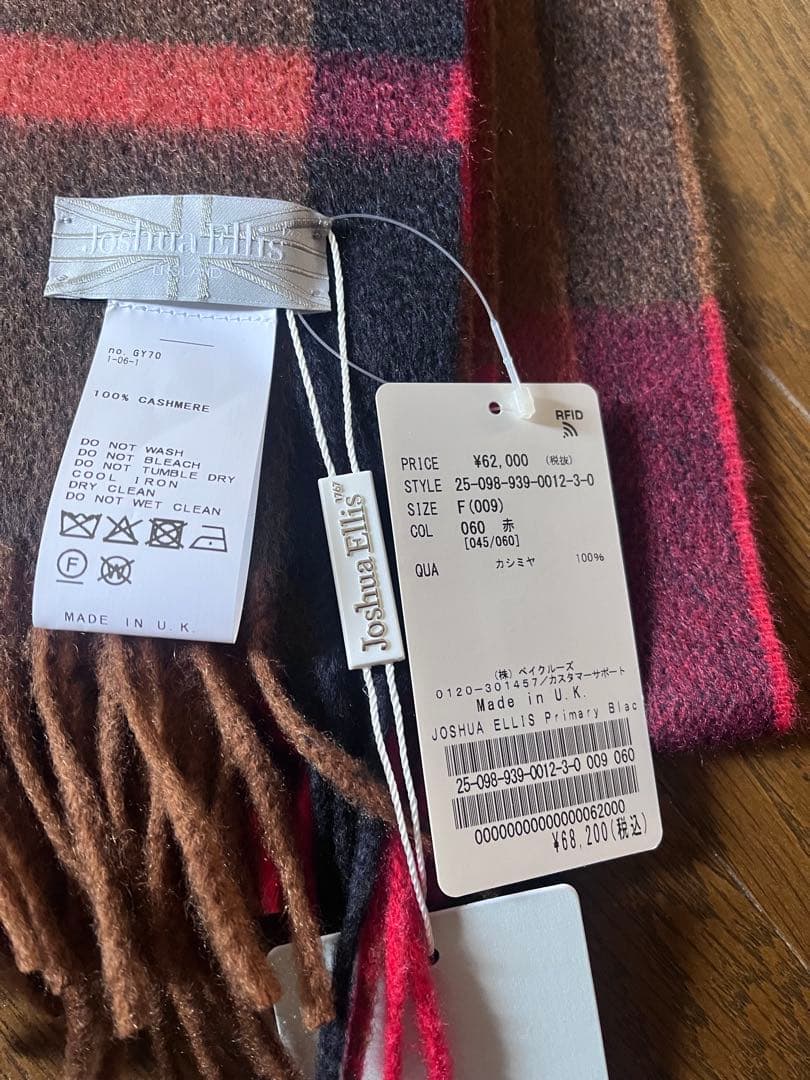 Joshua Ellis
ENGLAND
no. GY70
1-06-1
100% CASHMERE
DO NOT WASH
DO NOT BLEACH
DO NOT TUMBLE DRY
COOL IRON
DRY CLEAN
DO NOT WET CLEAN
F
W
MADE IN U.K.
Joshua Ellis 1767
RFID
PRICE ¥62,000 (税抜)
STYLE 25-098-939-0012-3-0
SIZE F(009)
COL 060 赤
[045/060]
QUA カシミヤ 100%
(株)ベイクルーズ
0120-301457/カスタマーサポート
Made in U.K.
JOSHUA ELLIS Primary Blac
25-098-939-0012-3-0 009 060
0000000000000062000
¥68,200(税込)